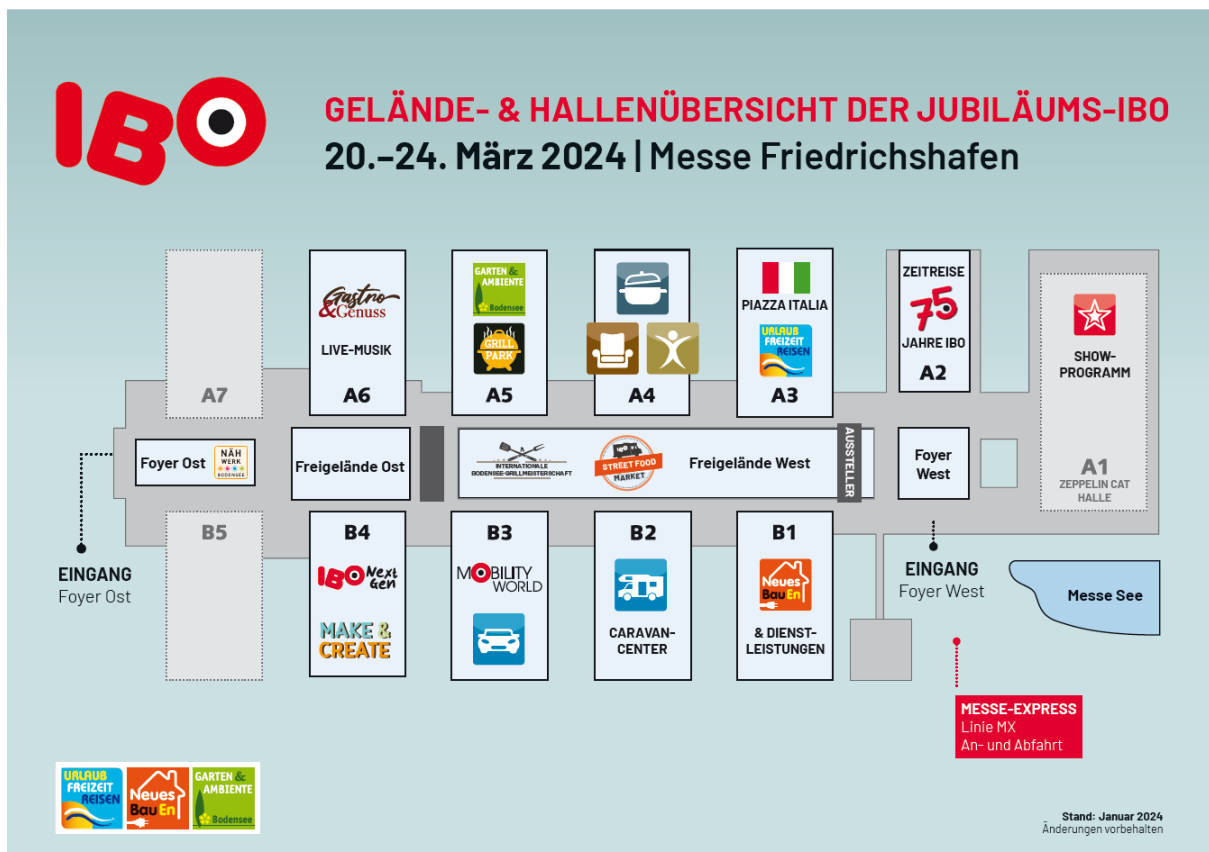 IBO
GELÄNDE- & HALLENÜBERSICHT DER JUBILÄUMS-IBO
20.–24. März 2024 | Messe Friedrichshafen
A7
Gastro
& Genuss
LIVE-MUSIK
A6
GARTEN &
AMBIENTE
Bodensee
GRILL
PARK
A5
A4
PIAZZA ITALIA
URLAUB
FREIZEIT
REISEN
A3
ZEITREISE
75
JAHRE IBO
A2
SHOW-
PROGRAMM
A1
ZEPPELIN CAT
HALLE
Foyer Ost
NÄH
WERK
BODENSEE
Freigelände Ost
INTERNATIONALE
BODENSEE-GRILLMEISTERSCHAFT
STREET FOOD
MARKET
Freigelände West
AUSSTELLER
Foyer
West
B5
B4
IBO Next
Gen
MAKE &
CREATE
B3
MOBILITY
WORLD
B2
CARAVAN-
CENTER
B1
Neues
BauEn
& DIENST-
LEISTUNGEN
EINGANG
Foyer Ost
EINGANG
Foyer West
Messe See
MESSE-EXPRESS
Linie MX
An- und Abfahrt
URLAUB
FREIZEIT
REISEN
Neues
BauEn
GARTEN &
AMBIENTE
Bodensee
Stand: Januar 2024
Änderungen vorbehalten